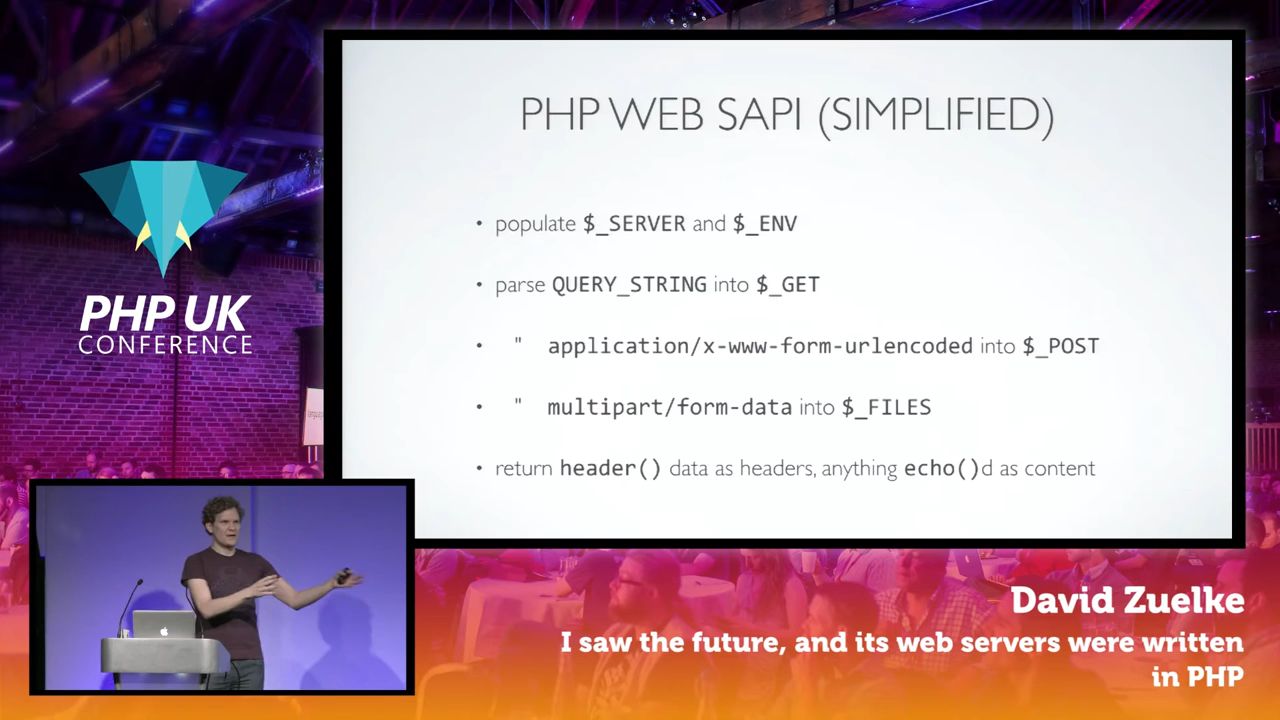 PHP WEB SAPI (SIMPLIFIED)
• populate $_SERVER and $_ENV
• parse QUERY_STRING into $_GET
• " application/x-www-form-urlencoded into $_POST
• " multipart/form-data into $_FILES
• return header() data as headers, anything echo()d as content
PHP UK
CONFERENCE
David Zuelke
I saw the future, and its web servers were written
in PHP